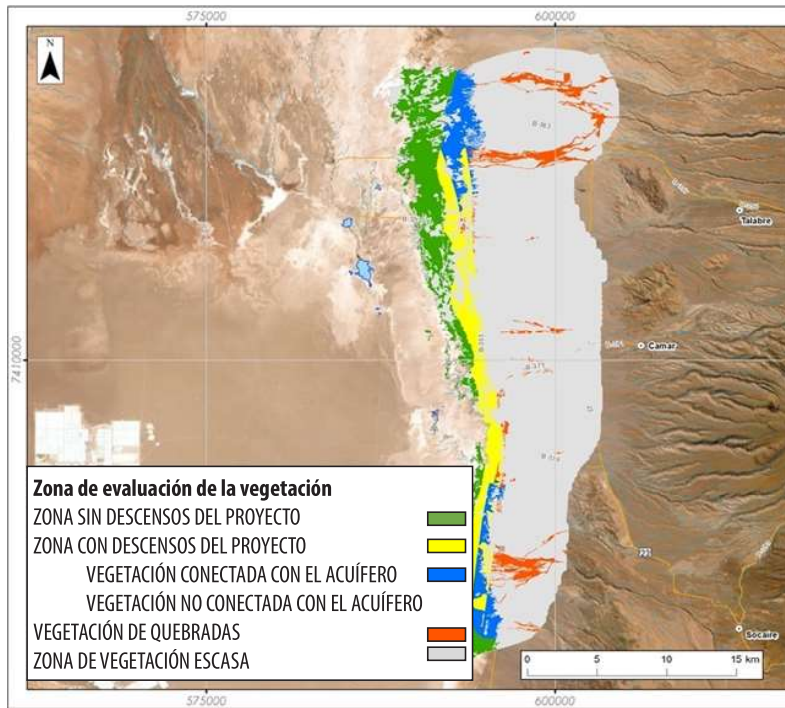 575000 600000
N
Talabre
Camar
7410000
Zona de evaluación de la vegetación
ZONA SIN DESCENSOS DEL PROYECTO
ZONA CON DESCENSOS DEL PROYECTO
VEGETACIÓN CONECTADA CON EL ACUÍFERO
VEGETACIÓN NO CONECTADA CON EL ACUÍFERO
VEGETACIÓN DE QUEBRADAS
ZONA DE VEGETACIÓN ESCASA
23
Socaire
0 5 10 15 km
575000 600000